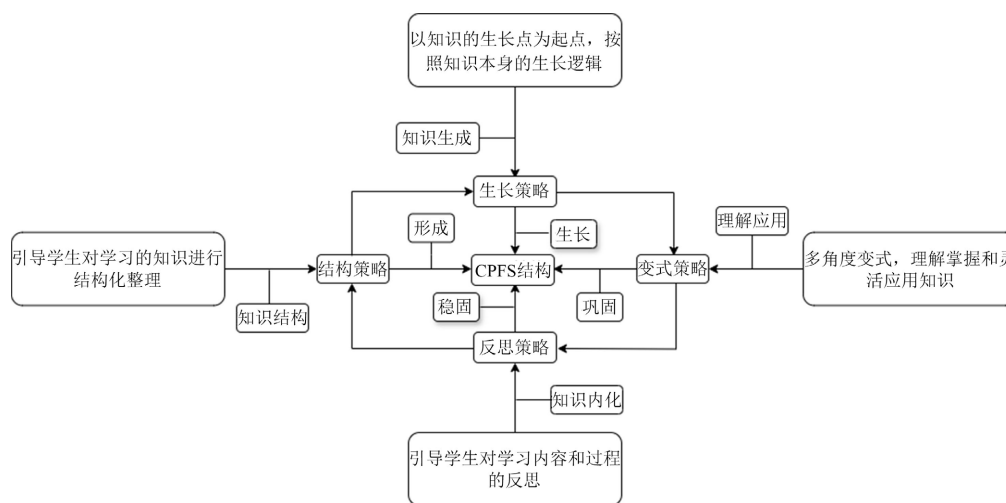 以知识的生长点为起点，按
照知识本身的生长逻辑
知识生成
生长策略
形成
生长
理解应用
引导学生对学习的知识进行
结构化整理
结构策略
CPFS结构
变式策略
多角度变式，理解掌握和灵
活应用知识
知识结构
稳固
巩固
反思策略
知识内化
引导学生对学习内容和过程
的反思